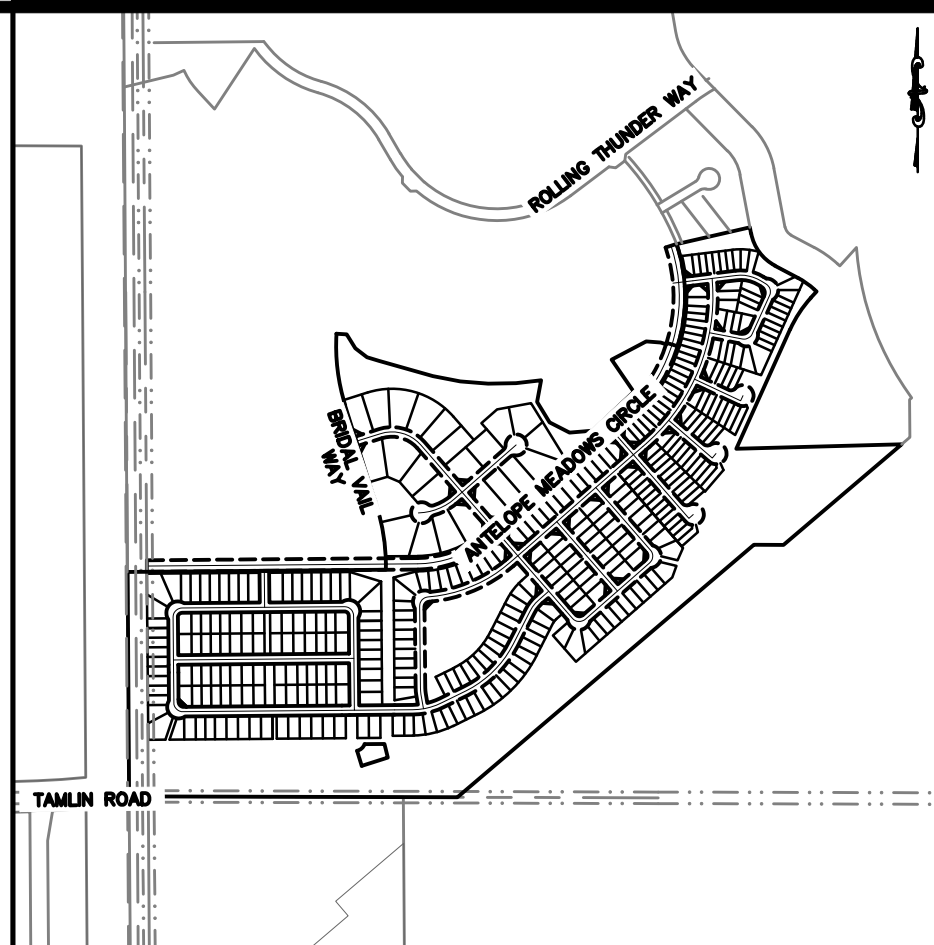 ROLLING THUNDER WAY
ANTELOPE MEADOWS CIRCLE
BRIDAL VAIL
WAY
TAMLIN ROAD